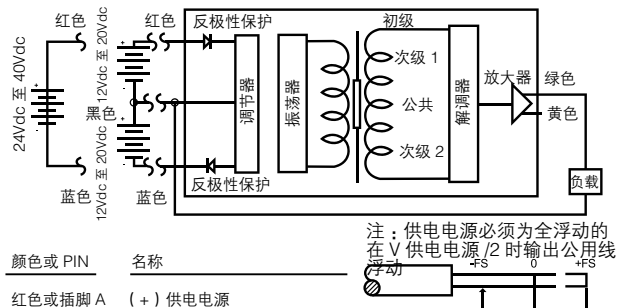 红色 红色 反极性保护 初级
24Vdc 至 40Vdc
12Vdc 至 20Vdc
黑色
12Vdc 至 20Vdc
调节器
振荡器
次级 1
公共
次级 2
解调器
放大器 绿色
黄色
蓝色 蓝色 反极性保护
负载
注：供电电源必须为全浮动的
在 V 供电电源 /2 时输出公用线
浮动
-FS 0 +FS
颜色或 PIN 名称
红色或插脚 A （+）供电电源